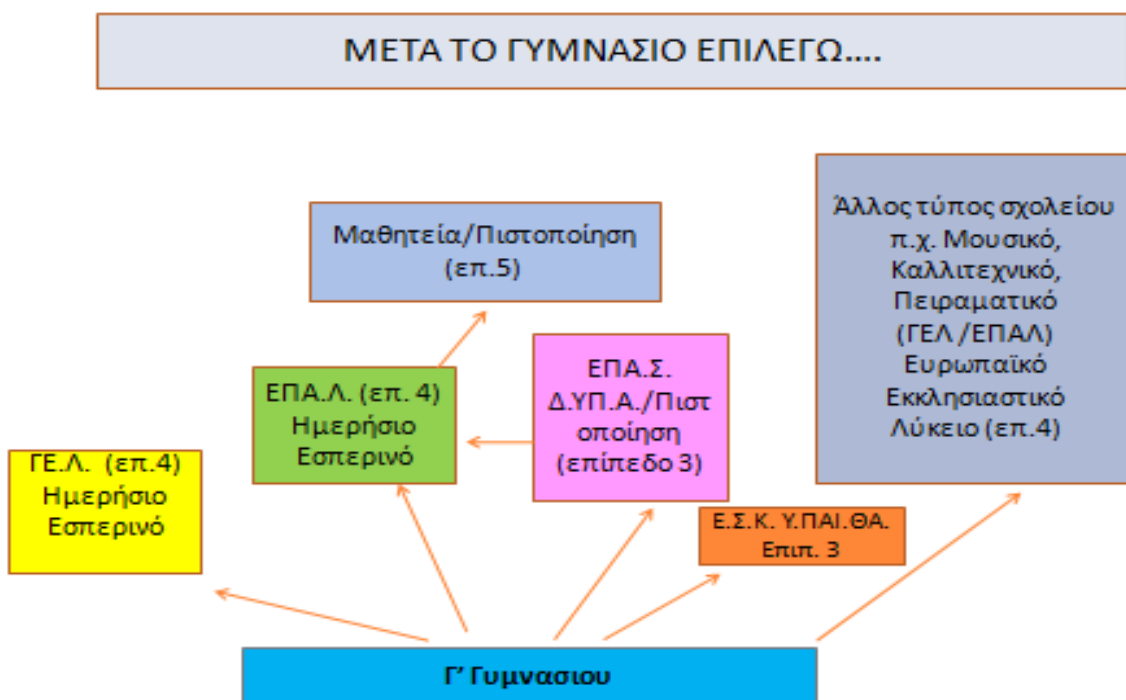 ΜΕΤΑ ΤΟ ΓΥΜΝΑΣΙΟ ΕΠΙΛΕΓΩ....
Μαθητεία/Πιστοποίηση
(επ.5)
Άλλος τύπος σχολείου
π.χ. Μουσικό,
Καλλιτεχνικό,
Πειραματικό
(ΓΕΛ /ΕΠΑΛ)
Ευρωπαϊκό
Εκκλησιαστικό
Λύκειο (επ.4)
ΕΠΑ.Λ. (επ. 4)
Ημερήσιο
Εσπερινό
ΕΠΑ.Σ.
Δ.ΥΠ.Α./Πιστ
οποίηση
(επίπεδο 3)
ΓΕ.Λ. (επ.4)
Ημερήσιο
Εσπερινό
Ε.Σ.Κ. Υ.ΠΑΙ.ΘΑ.
Επιπ. 3
Γ’ Γυμνασιου